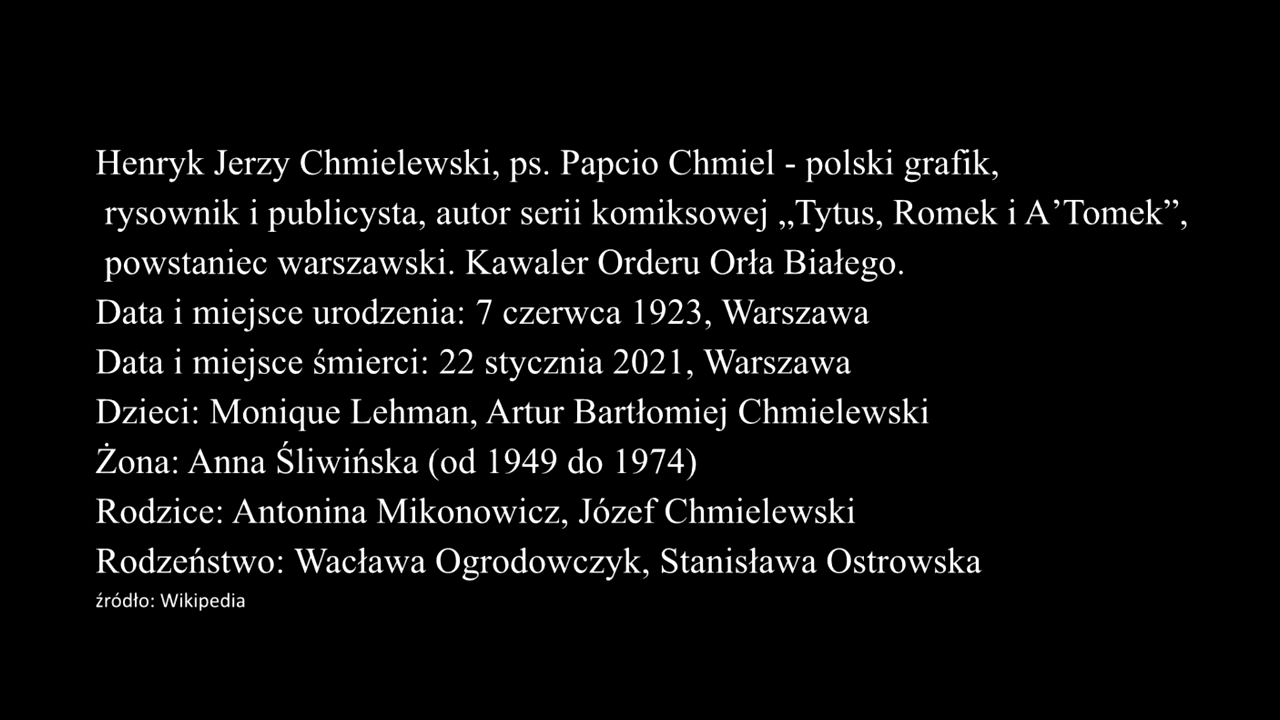 Henryk Jerzy Chmielewski, ps. Papcio Chmiel - polski grafik,
rysownik i publicysta, autor serii komiksowej „Tytus, Romek i A’Tomek”,
powstaniec warszawski. Kawaler Orderu Orła Białego.
Data i miejsce urodzenia: 7 czerwca 1923, Warszawa
Data i miejsce śmierci: 22 stycznia 2021, Warszawa
Dzieci: Monique Lehman, Artur Bartłomiej Chmielewski
Żona: Anna Śliwińska (od 1949 do 1974)
Rodzice: Antonina Mikonowicz, Józef Chmielewski
Rodzeństwo: Wacława Ogrodowczyk, Stanisława Ostrowska
źródło: Wikipedia